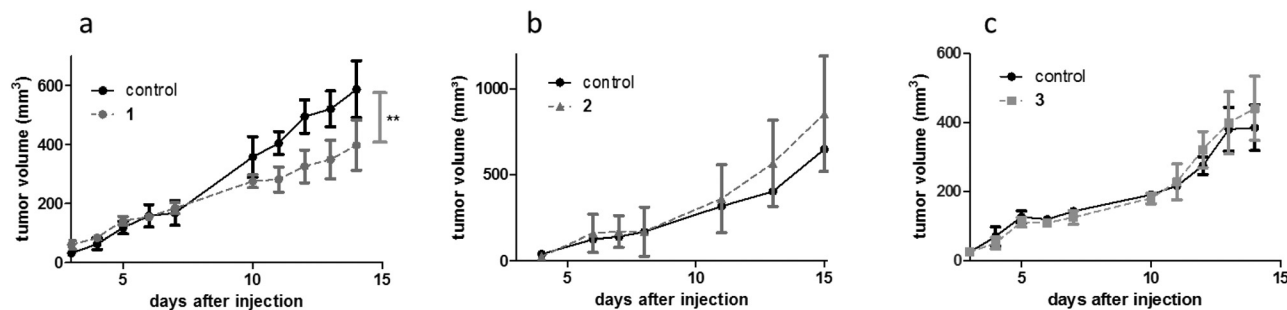 a
tumor volume (mm³)
600
400
200
0
control
1
**
5
10
15
days after injection
b
tumor volume (mm³)
1000
500
0
control
2
5
10
15
days after injection
c
tumor volume (mm³)
600
400
200
0
control
3
5
10
15
days after injection